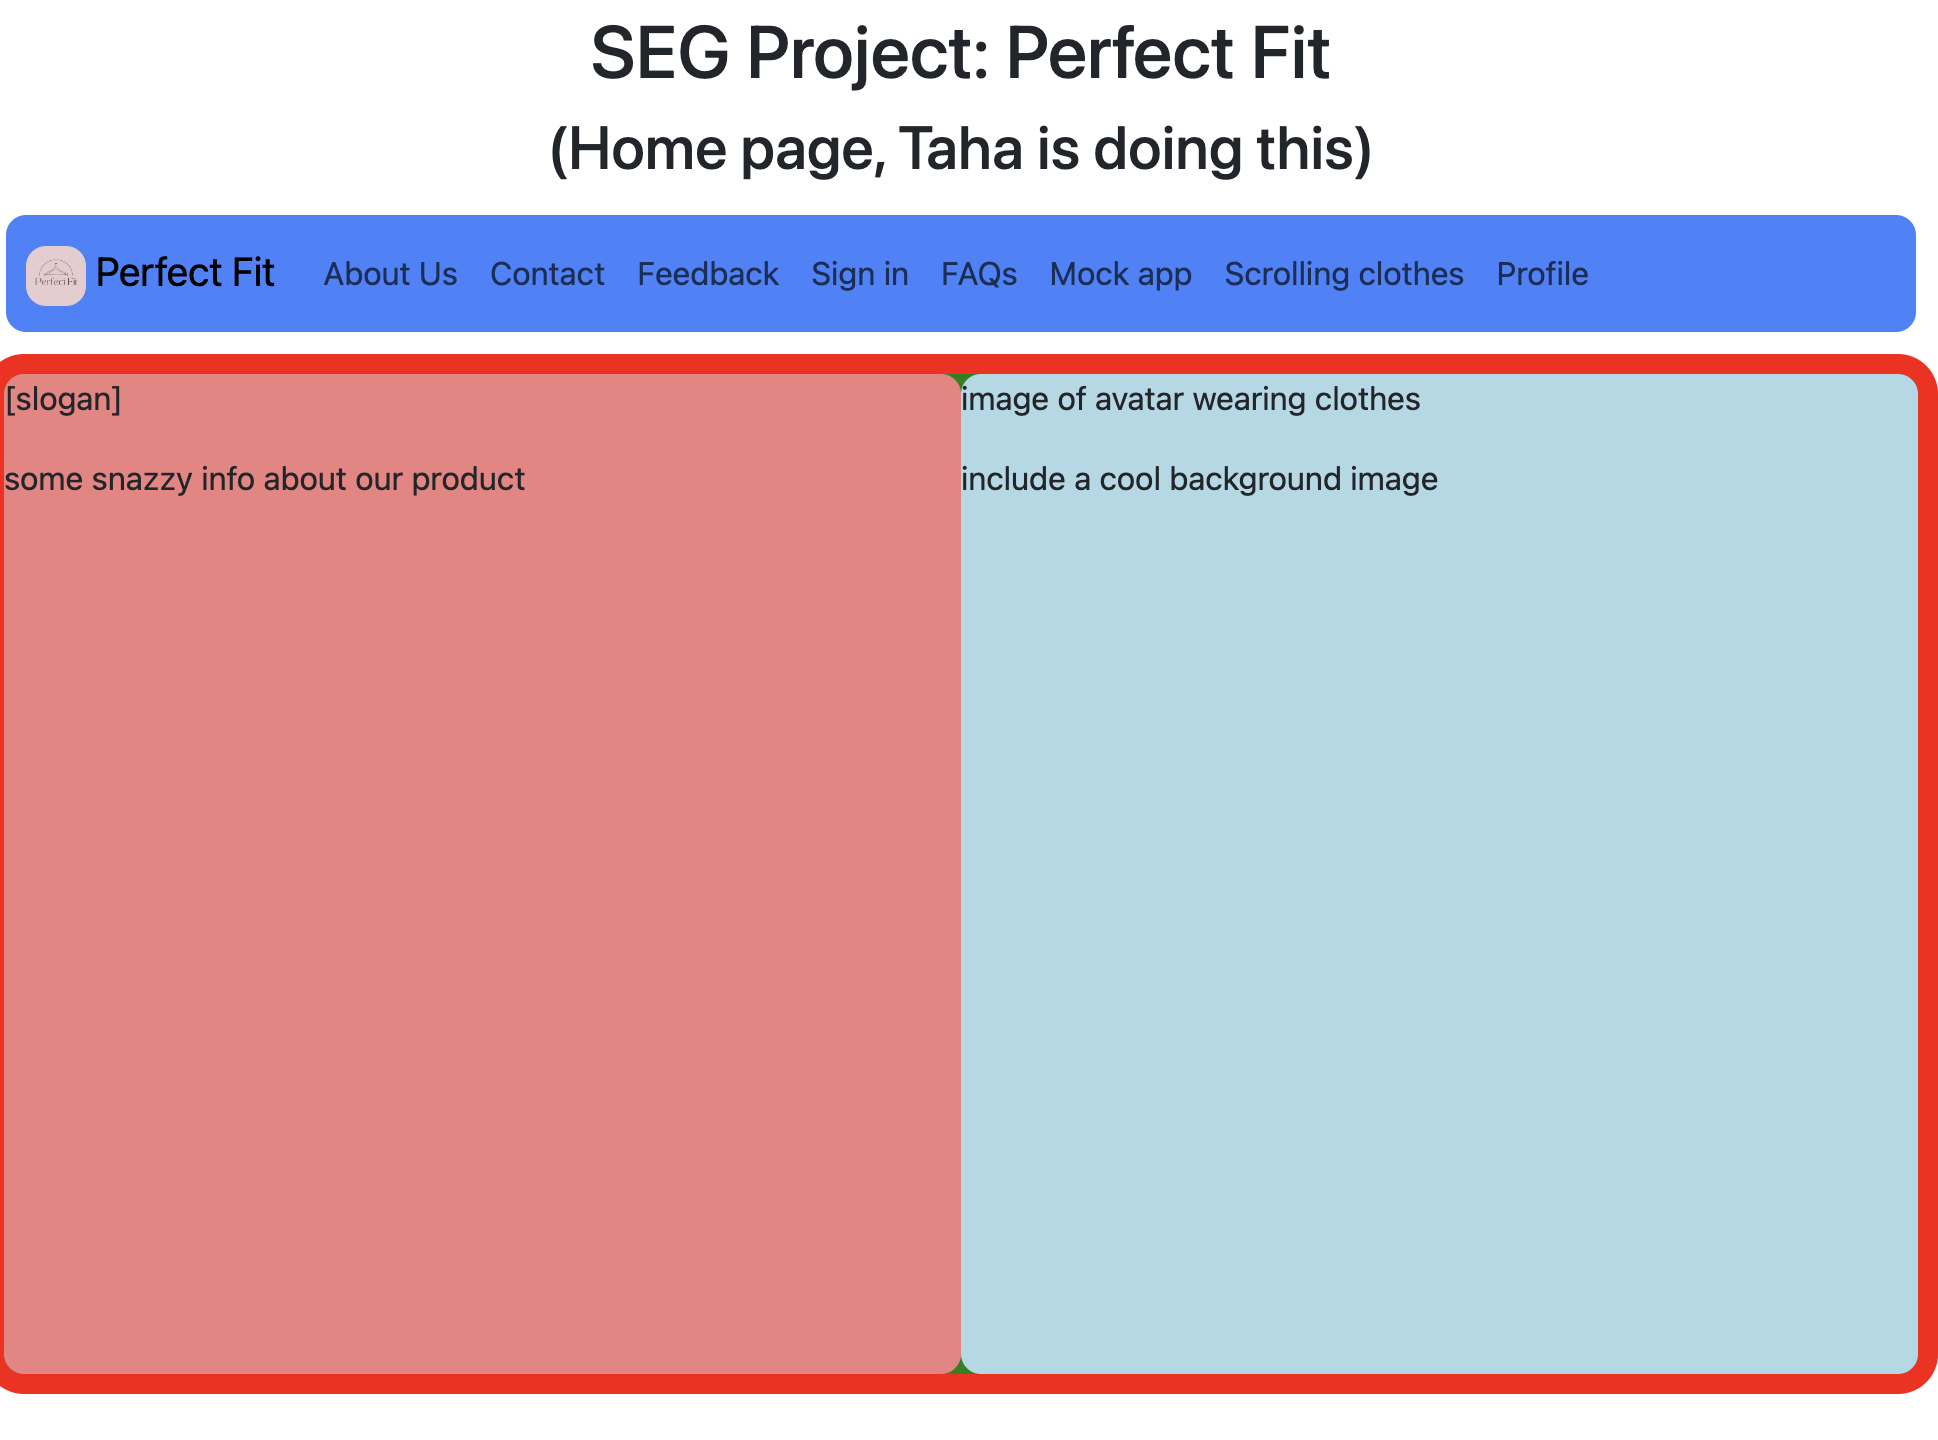 SEG Project: Perfect Fit
(Home page, Taha is doing this)
Perfect Fit
Perfect Fit About Us Contact Feedback Sign in FAQs Mock app Scrolling clothes Profile
[slogan]
some snazzy info about our product
image of avatar wearing clothes
include a cool background image